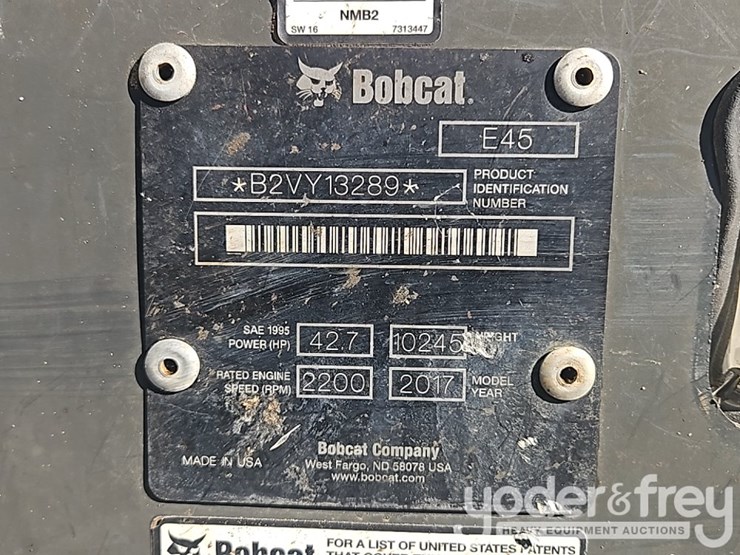 NMB2
SW 16 7313447
Bobcat
E45
*B2VY13289*
PRODUCT
IDENTIFICATION
NUMBER
SAE 1995
POWER (HP) 42.7 10245
RATED ENGINE
SPEED (RPM) 2200 2017 MODEL
YEAR
Bobcat Company
MADE IN USA West Fargo, ND 58078 USA
www.bobcat.com
yoder&frey
HEAVY EQUIPMENT AUCTIONS
Bobcat FOR A LIST OF UNITED STATES PATENTS